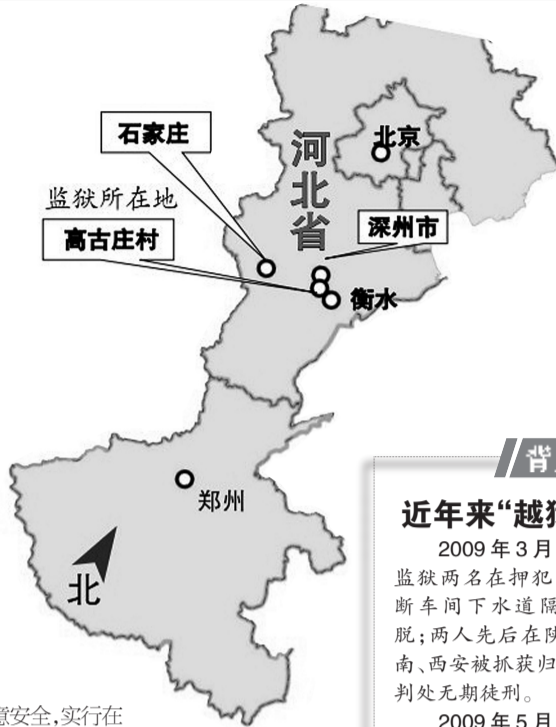 石家庄
监狱所在地
高古庄村
河北省
北京
深州市
衡水
郑州
北
背
近年来“越狱
2009年3月
监狱两名在押犯
断车间下水道隔
脱;两人先后在陕
南、西安被抓获归
判处无期徒刑。
2009年5月
意安全,实行在